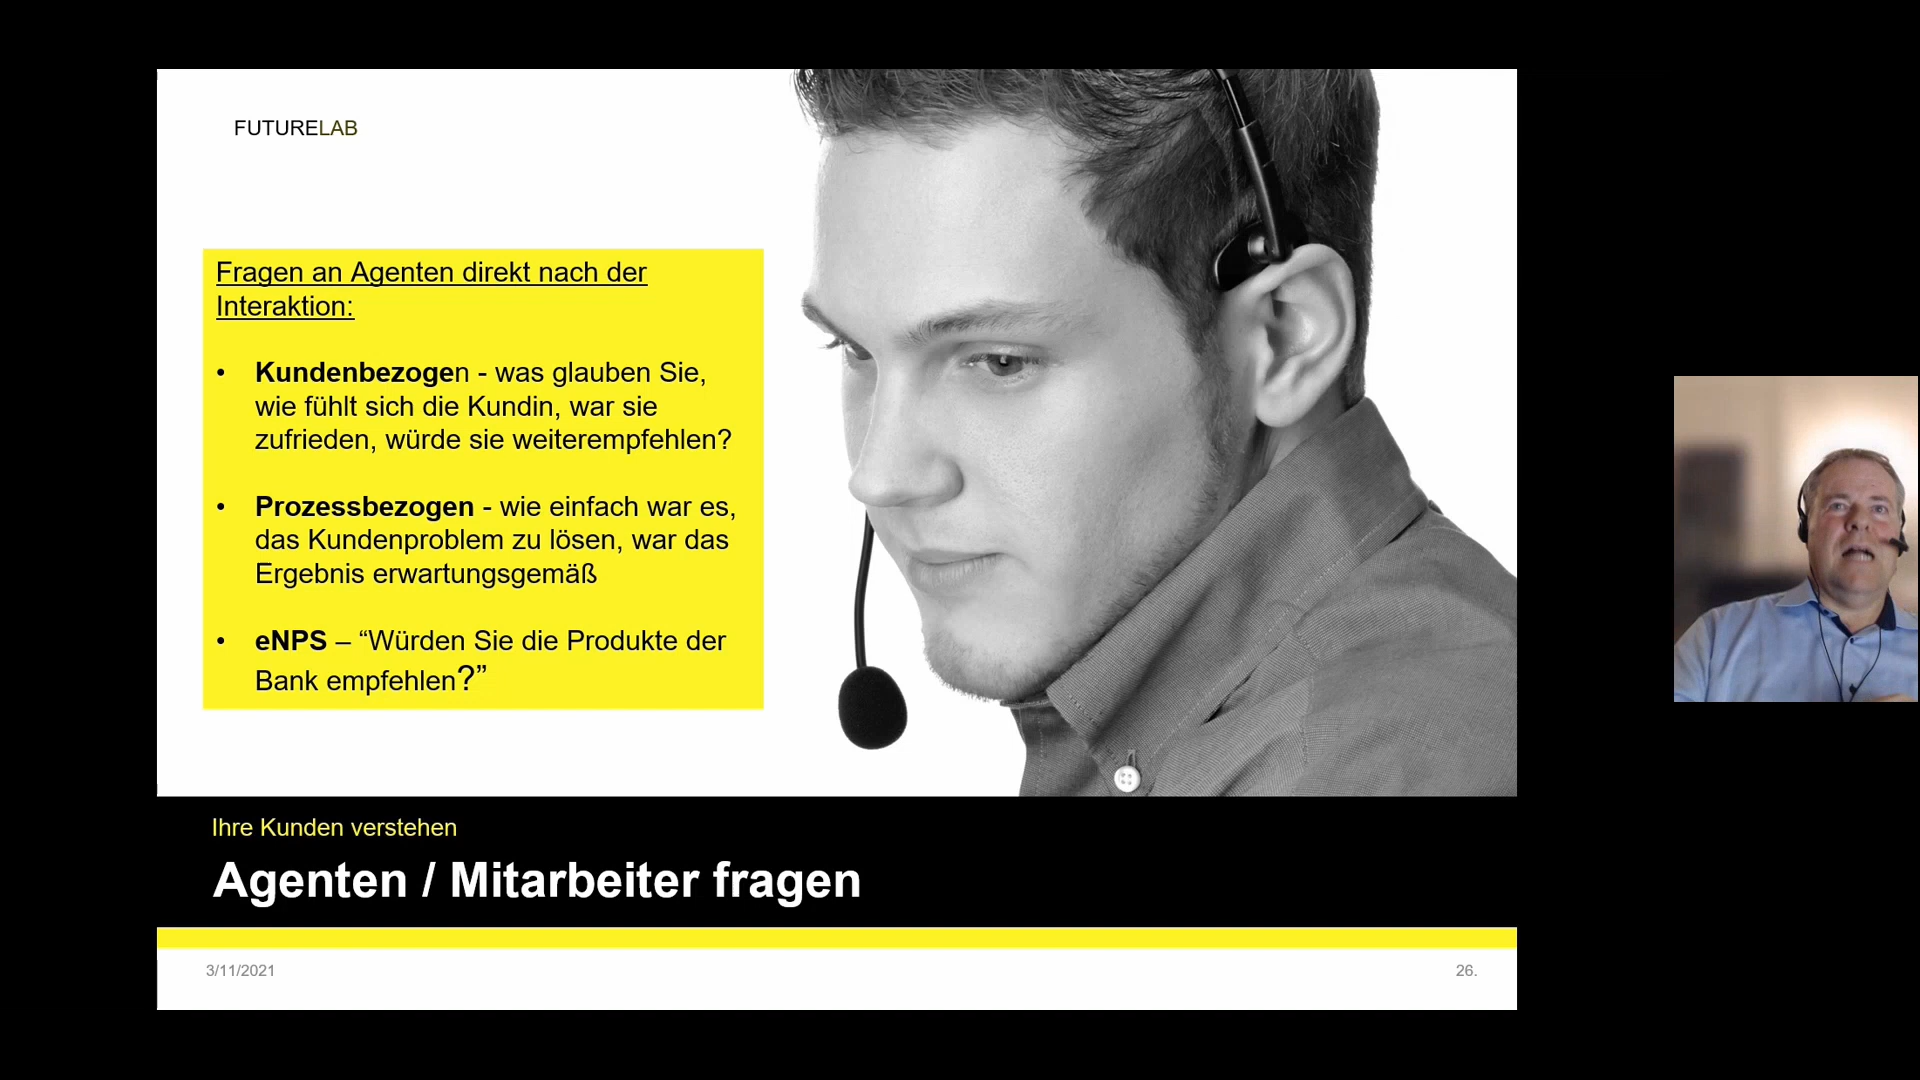 FUTURELAB
Fragen an Agenten direkt nach der
Interaktion:
• Kundenbezogen - was glauben Sie,
wie fühlt sich die Kundin, war sie
zufrieden, würde sie weiterempfehlen?
• Prozessbezogen - wie einfach war es,
das Kundenproblem zu lösen, war das
Ergebnis erwartungsgemäß
• eNPS – “Würden Sie die Produkte der
Bank empfehlen?”
Ihre Kunden verstehen
Agenten / Mitarbeiter fragen
3/11/2021
26.